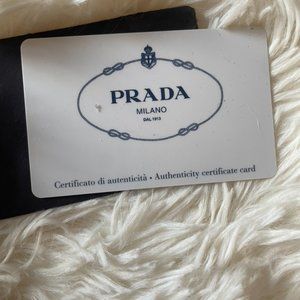 PRADA
MILANO
DAL 1913
Certificato di autenticità • Authenticity certificate card